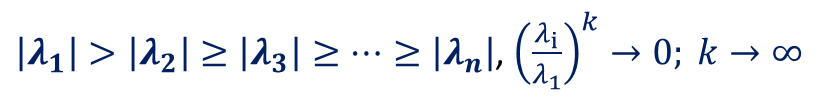 |λ₁| > |λ₂| ≥ |λ₃| ≥ ⋯ ≥ |λₙ|, (λᵢ/λ₁)ᵏ → 0; k → ∞